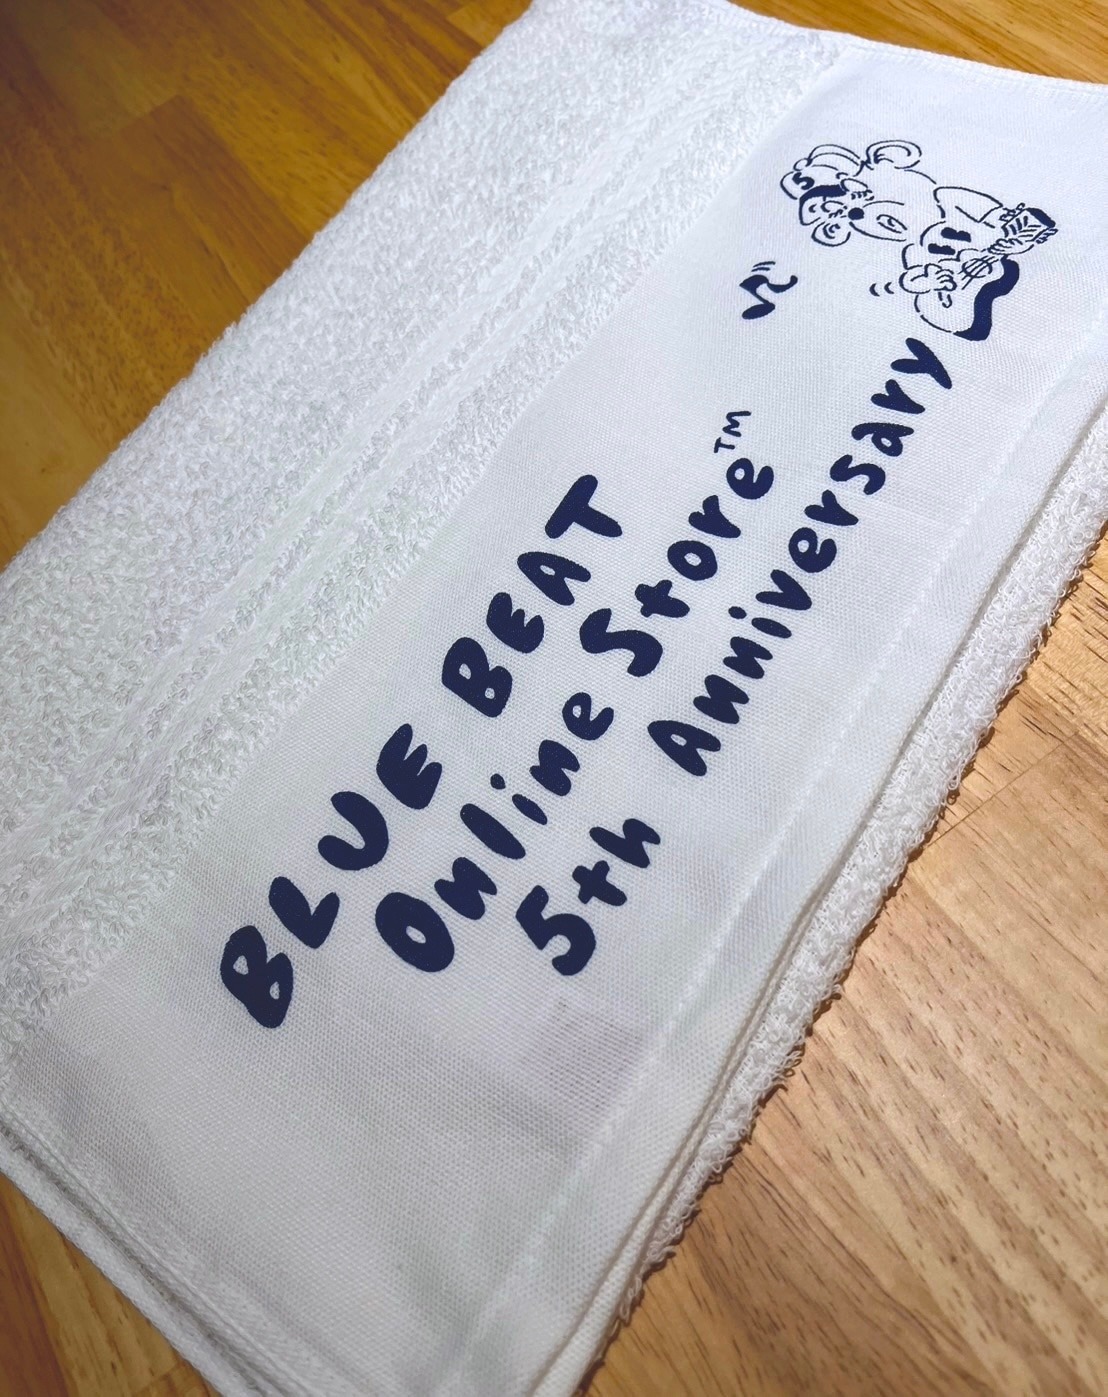 BLUE BEAT
Online Store™
5th Anniversary